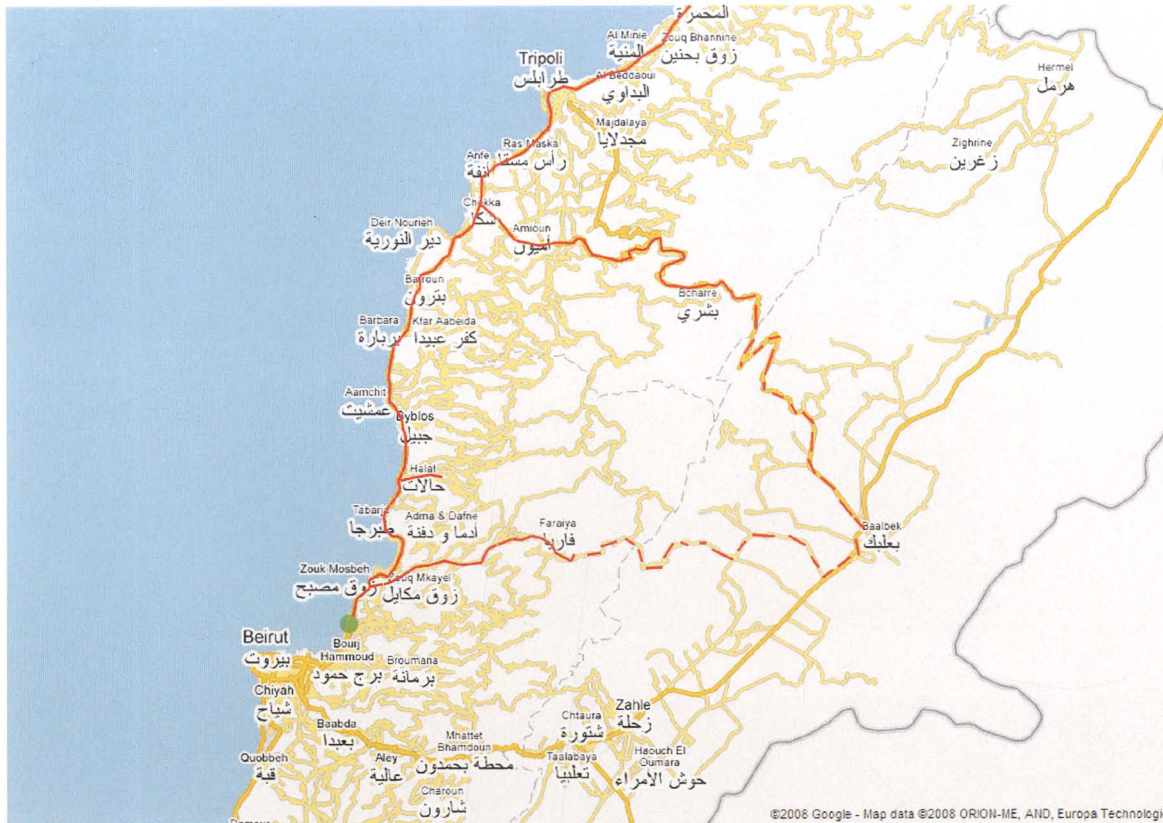 المحمرة
Al Minie
المنية
Zouq Bhannine
زوق بحنين
Tripoli
طرابلس
Al Beddaoui
البداوي
Hermel
هرمل
Majdalaya
مجدلايا
Zighrine
زغرين
Ras Maska
رأس مسقا
Anfe
أنفة
Chekka
شكا
Deir Nourieh
دير النورية
Amioun
أميون
Batroun
بترون
Bcharre
بشري
Barbara
بربارة
Kfar Aabeida
كفر عبيدا
Aamchit
عمشيت
Byblos
جبيل
Halat
حالات
Tabarja
طبرجا
Adma & Dafne
أدما و دفنة
Faraiya
فاريا
Baalbek
بعلبك
Zouk Mosbeh
زوق مصبح
Zouq Mkayel
زوق مكايل
Beirut
بيروت
Bourj
Hammoud
برج حمود
Broumana
برمانة
Chiyah
شياح
Zahle
زحلة
Chtaura
شتورة
Baabda
بعبدا
Mhattet
Bhamdoun
محطة بحمدون
Aley
عالية
Taalabaya
تعلبيا
Haouch El
Oumara
حوش الأمراء
Quobbeh
قبة
Charoun
شارون
©2008 Google - Map data ©2008 ORION-ME, AND, Europa Technologi